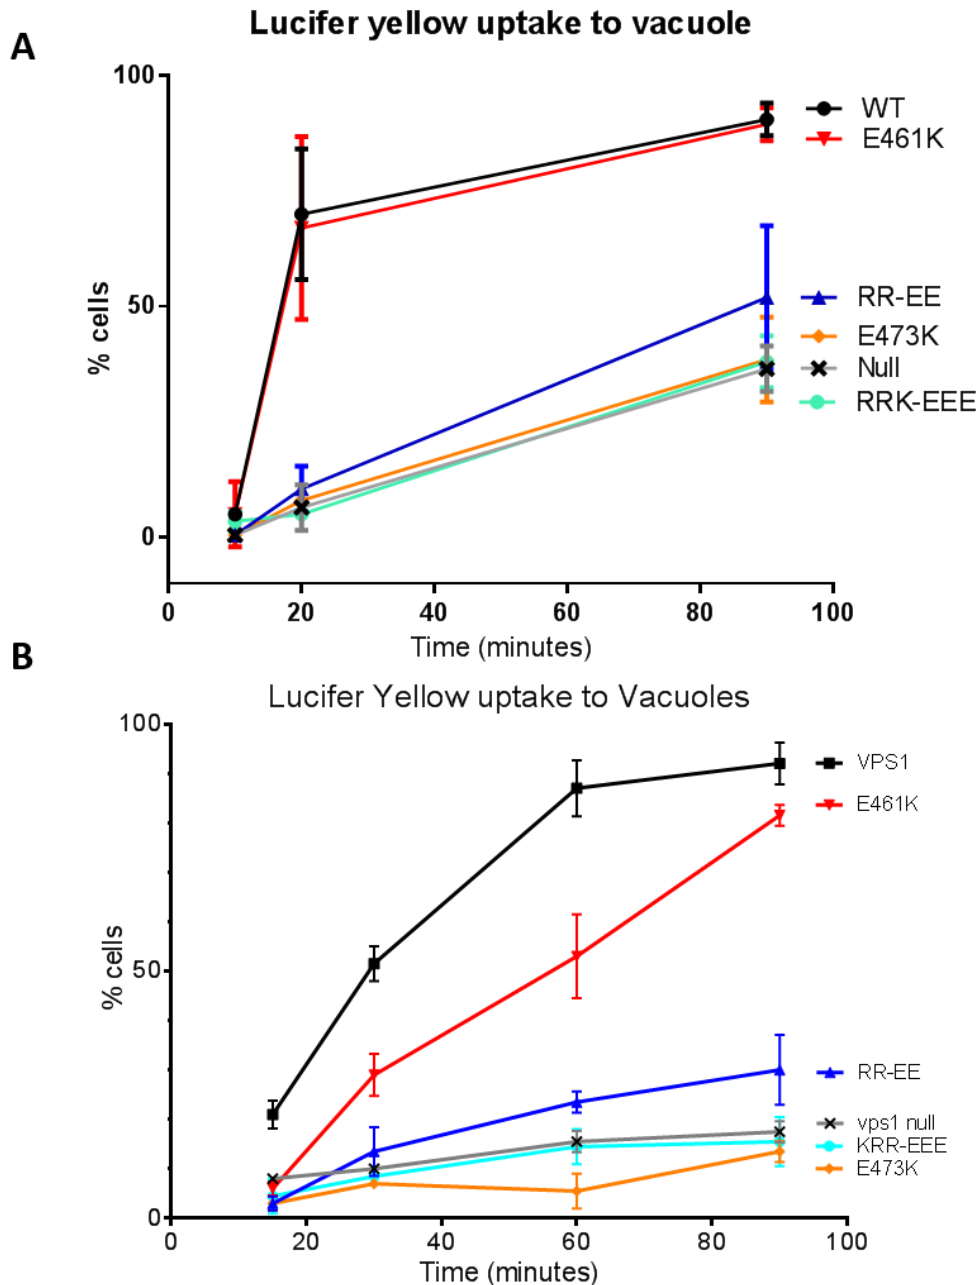 A
Lucifer yellow uptake to vacuole
100
50
0
% cells
0 20 40 60 80 100
Time (minutes)
WT
E461K
RR-EE
E473K
Null
RRK-EEE
B
Lucifer Yellow uptake to Vacuoles
100
50
0
% cells
0 20 40 60 80 100
Time (minutes)
VPS1
E461K
RR-EE
vps1 null
KRR-EEE
E473K